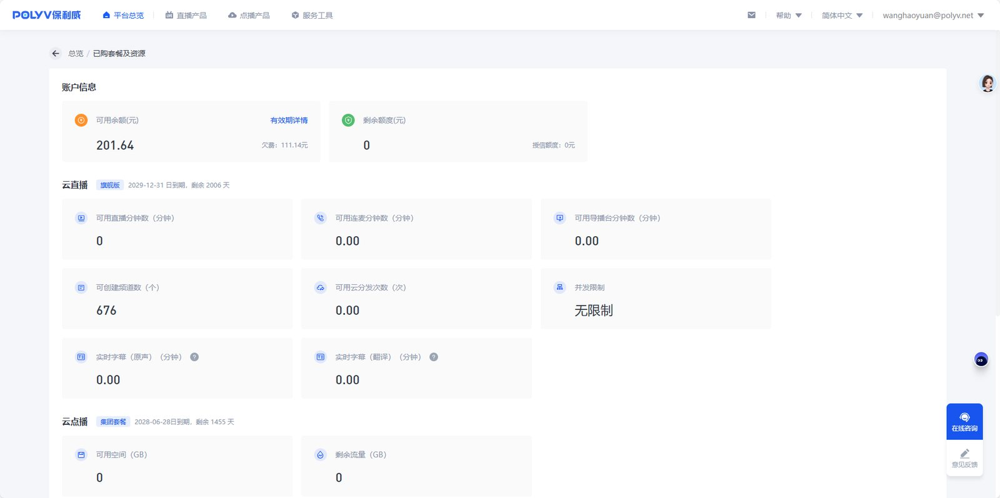 POLYV保利威 平台总览 直播产品 点播产品 服务工具 帮助 简体中文 wanghaoyuan@polyv.net
总览 / 已购套餐及资源
账户信息
可用余额(元) 有效期详情
201.64 欠费：111.14元
剩余额度(元)
0 授信额度：0元
云直播 旗舰版 2029-12-31 日到期，剩余 2006 天
可用直播分钟数（分钟）
0
可用连麦分钟数（分钟）
0.00
可用导播台分钟数（分钟）
0.00
可创建频道数（个）
676
可用云分发次数（次）
0.00
并发限制
无限制
实时字幕（原声）（分钟） ?
0.00
实时字幕（翻译）（分钟） ?
0.00
云点播 集团套餐 2028-06-28日到期，剩余 1455 天
可用空间（GB）
0
剩余流量（GB）
0
在线咨询
意见反馈